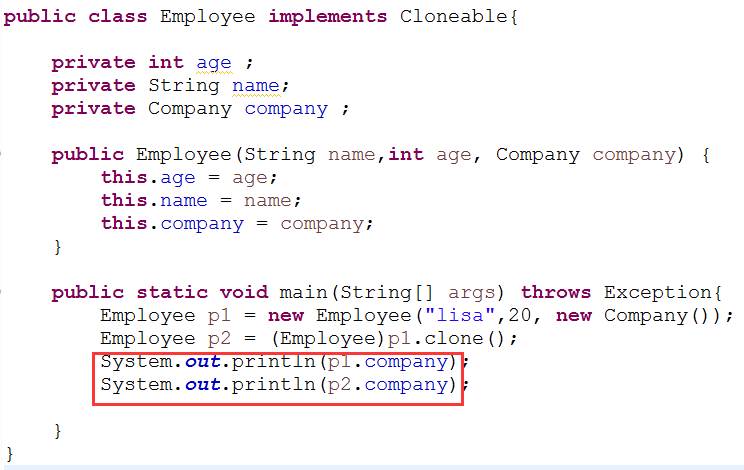 public class Employee implements Cloneable{
private int age ;
private String name;
private Company company ;
public Employee(String name,int age, Company company) {
this.age = age;
this.name = name;
this.company = company;
}
public static void main(String[] args) throws Exception{
Employee p1 = new Employee("lisa",20, new Company());
Employee p2 = (Employee)p1.clone();
System.out.println(p1.company);
System.out.println(p2.company);
}
}